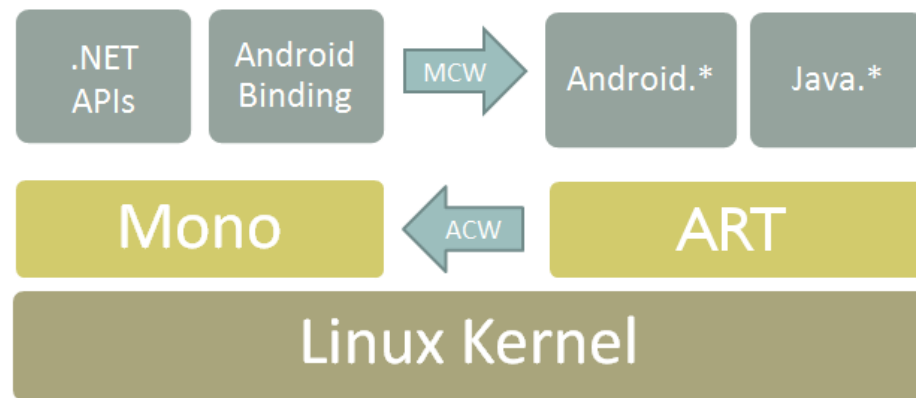 .NET
APIs
Android
Binding
MCW
Android.*
Java.*
Mono
ACW
ART
Linux Kernel